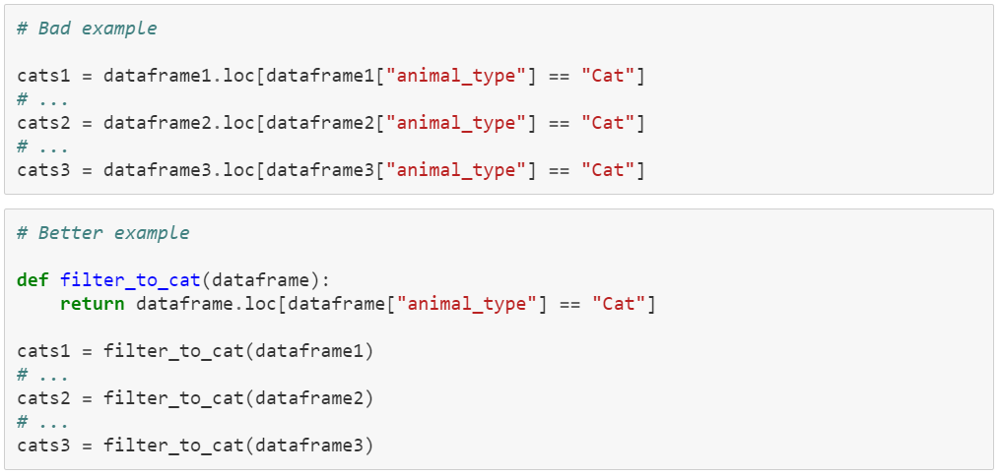 # Bad example
cats1 = dataframe1.loc[dataframe1["animal_type"] == "Cat"]
# ...
cats2 = dataframe2.loc[dataframe2["animal_type"] == "Cat"]
# ...
cats3 = dataframe3.loc[dataframe3["animal_type"] == "Cat"]
# Better example
def filter_to_cat(dataframe):
    return dataframe.loc[dataframe["animal_type"] == "Cat"]
cats1 = filter_to_cat(dataframe1)
# ...
cats2 = filter_to_cat(dataframe2)
# ...
cats3 = filter_to_cat(dataframe3)